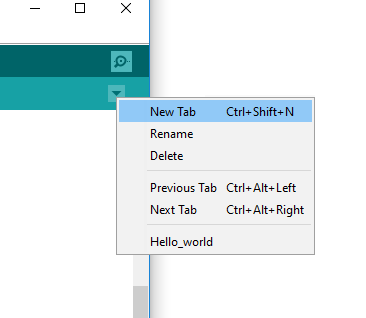 New Tab Ctrl+Shift+N
Rename
Delete
Previous Tab Ctrl+Alt+Left
Next Tab Ctrl+Alt+Right
Hello_world